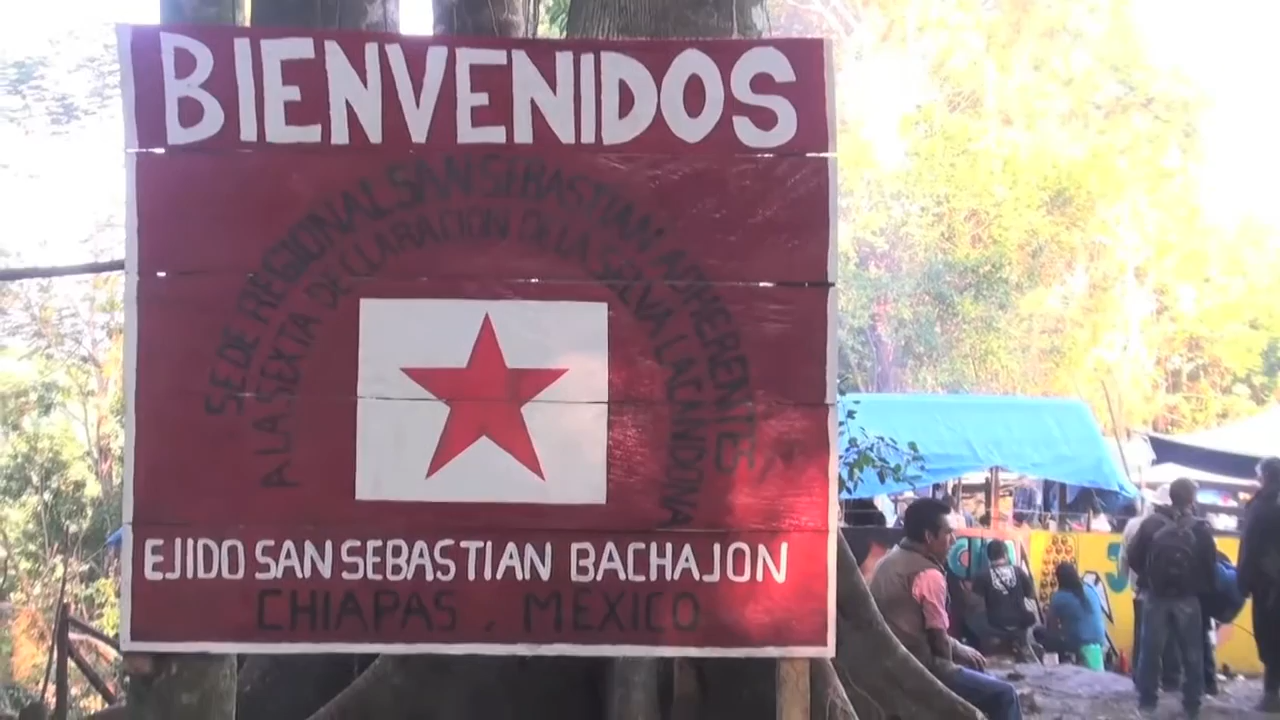 BIENVENIDOS
SEDE REGIONAL SAN SEBASTIAN ADHERENTE,
A LA SEXTA DECLARACION DE LA SELVA LACANDONA
EJIDO SAN SEBASTIAN BACHAJON
CHIAPAS , MEXICO